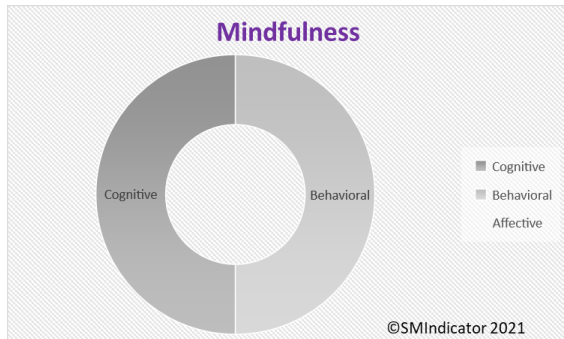 Mindfulness
Cognitive
Behavioral
Cognitive
Behavioral
Affective
©SMIndicator 2021